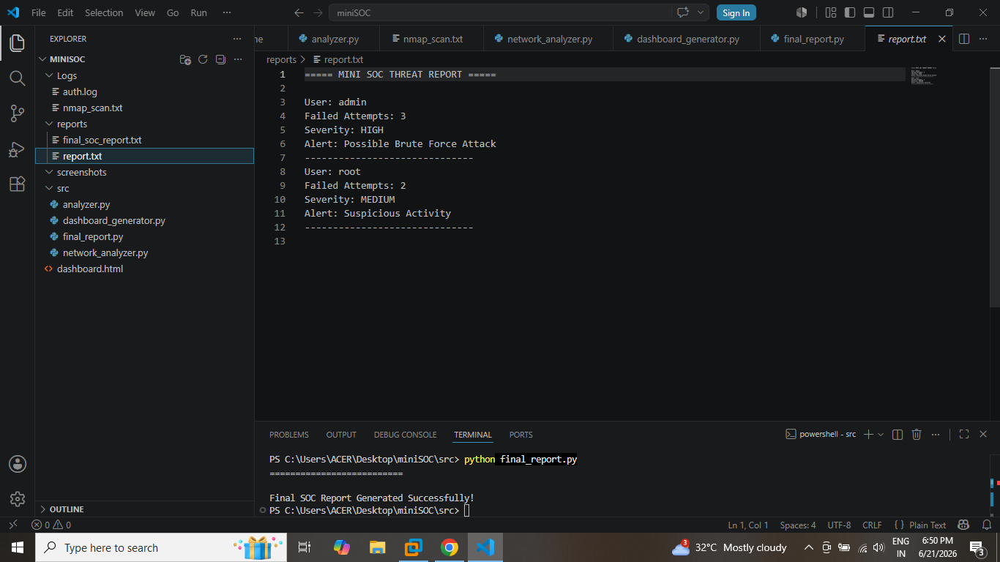 File Edit Selection View Go Run ···
miniSOC
Sign In
EXPLORER ···
MINISOC
Logs
auth.log
nmap_scan.txt
reports
final_soc_report.txt
report.txt
screenshots
src
analyzer.py
dashboard_generator.py
final_report.py
network_analyzer.py
dashboard.html
OUTLINE
ne analyzer.py nmap_scan.txt network_analyzer.py dashboard_generator.py final_report.py report.txt ···
reports > report.txt
1 ===== MINI SOC THREAT REPORT =====
2
3 User: admin
4 Failed Attempts: 3
5 Severity: HIGH
6 Alert: Possible Brute Force Attack
7 ------------------------------
8 User: root
9 Failed Attempts: 2
10 Severity: MEDIUM
11 Alert: Suspicious Activity
12 ------------------------------
13
PROBLEMS OUTPUT DEBUG CONSOLE TERMINAL PORTS powershell - src ···
PS C:\Users\ACER\Desktop\miniSOC\src> python final_report.py
==========================
Final SOC Report Generated Successfully!
PS C:\Users\ACER\Desktop\miniSOC\src>
0 0 Ln 1, Col 1 Spaces: 4 UTF-8 CRLF { } Plain Text
Type here to search 3 32°C Mostly cloudy ENG IN 6:50 PM 6/21/2026 3